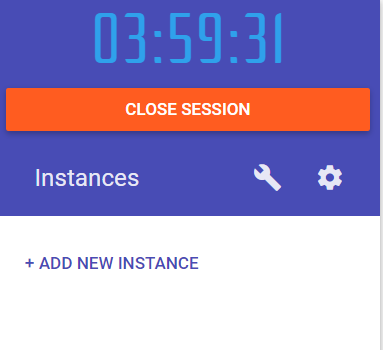 03:59:31
CLOSE SESSION
Instances
+ ADD NEW INSTANCE